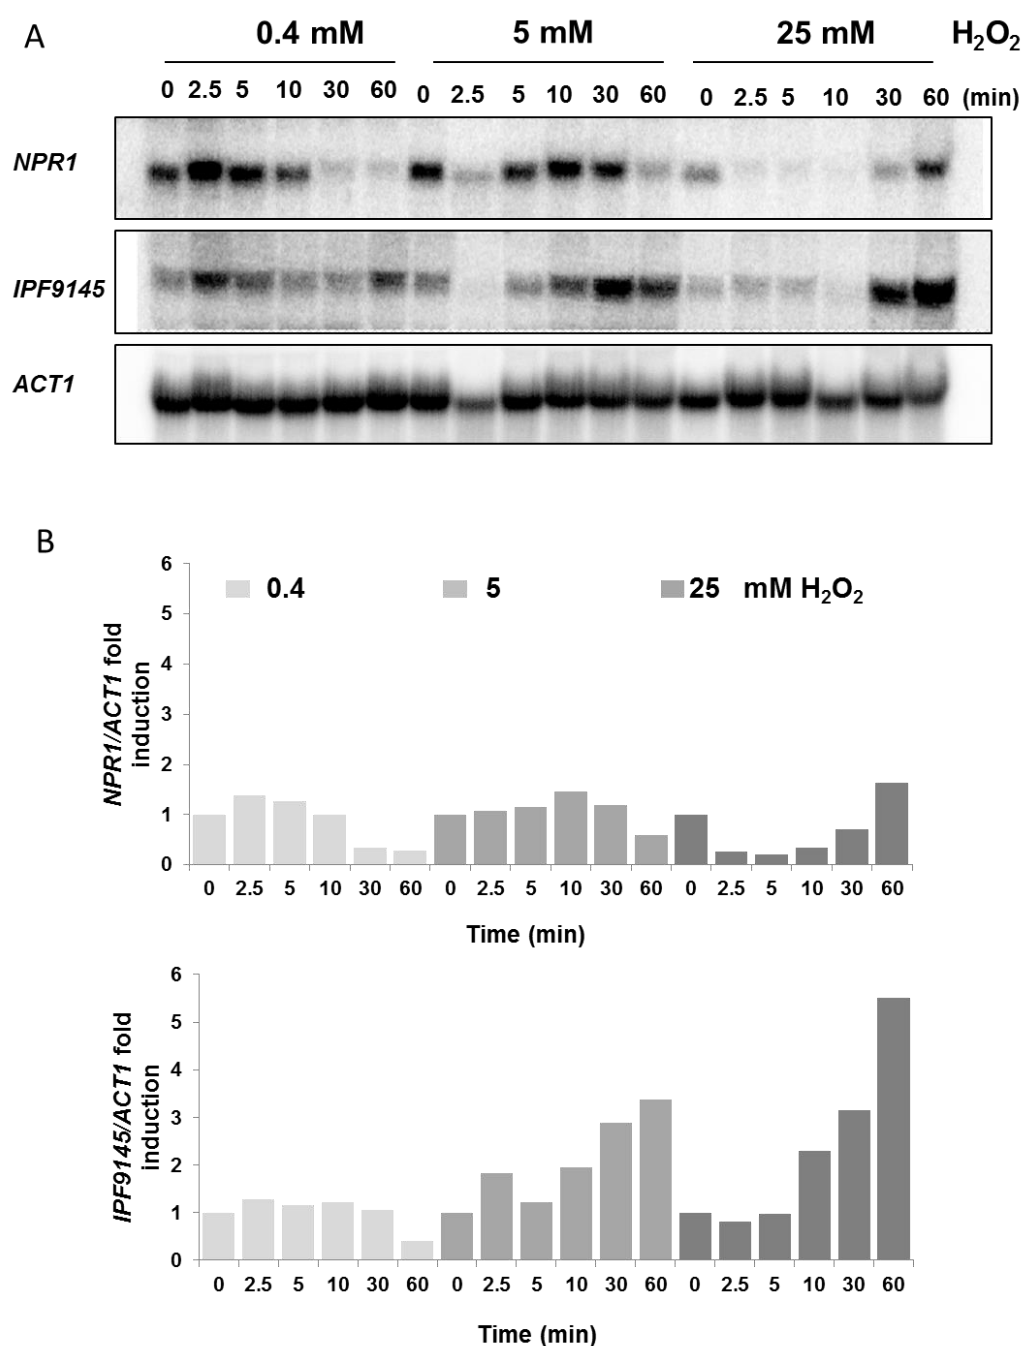 A
0.4 mM 5 mM 25 mM H₂O₂
0 2.5 5 10 30 60 0 2.5 5 10 30 60 0 2.5 5 10 30 60 (min)
NPR1
IPF9145
ACT1
B
6
5
4
3
2
1
0
0.4 5 25 mM H₂O₂
NPR1/ACT1 fold
induction
0 2.5 5 10 30 60 0 2.5 5 10 30 60 0 2.5 5 10 30 60
Time (min)
6
5
4
3
2
1
0
IPF9145/ACT1 fold
induction
0 2.5 5 10 30 60 0 2.5 5 10 30 60 0 2.5 5 10 30 60
Time (min)